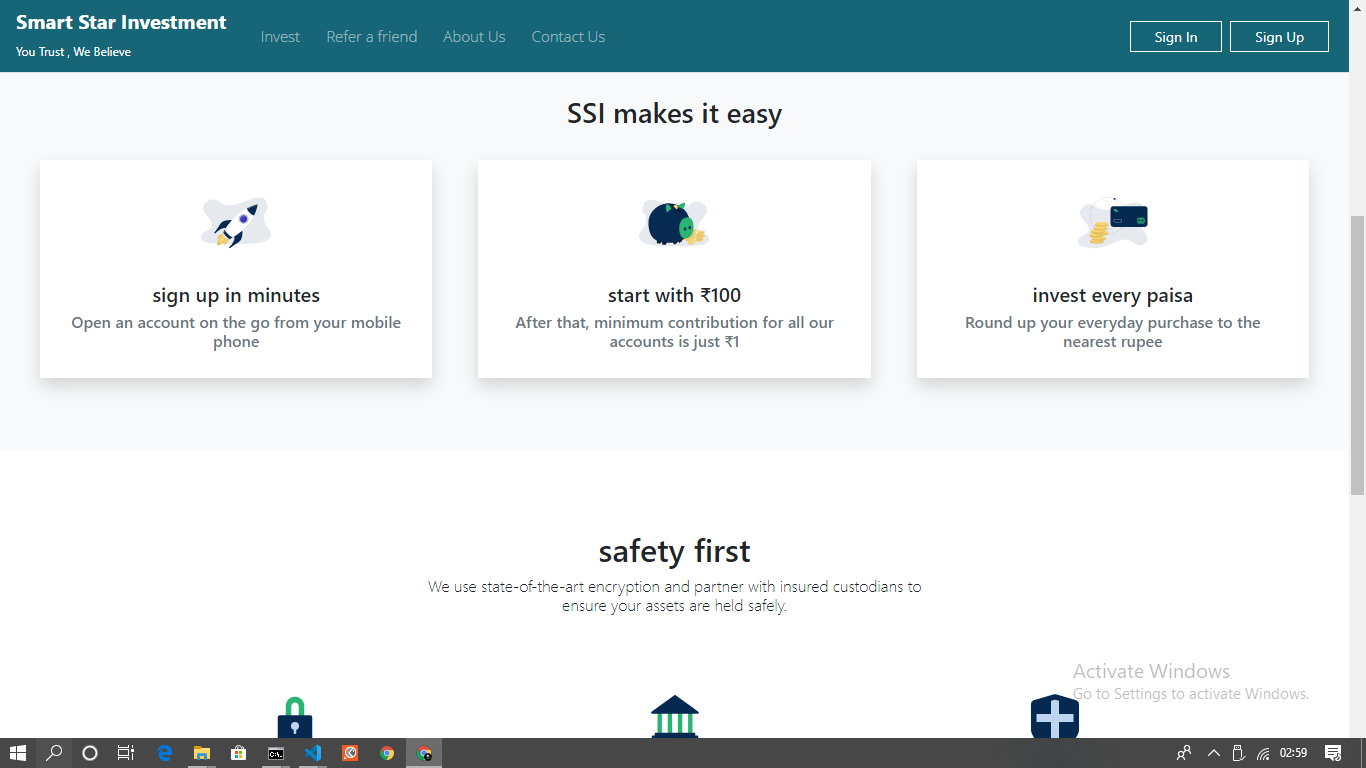 Smart Star Investment
You Trust , We Believe
Invest
Refer a friend
About Us
Contact Us
Sign In
Sign Up
SSI makes it easy
sign up in minutes
Open an account on the go from your mobile
phone
start with ₹100
After that, minimum contribution for all our
accounts is just ₹1
invest every paisa
Round up your everyday purchase to the
nearest rupee
safety first
We use state-of-the-art encryption and partner with insured custodians to
ensure your assets are held safely.
Activate Windows
Go to Settings to activate Windows.
02:59